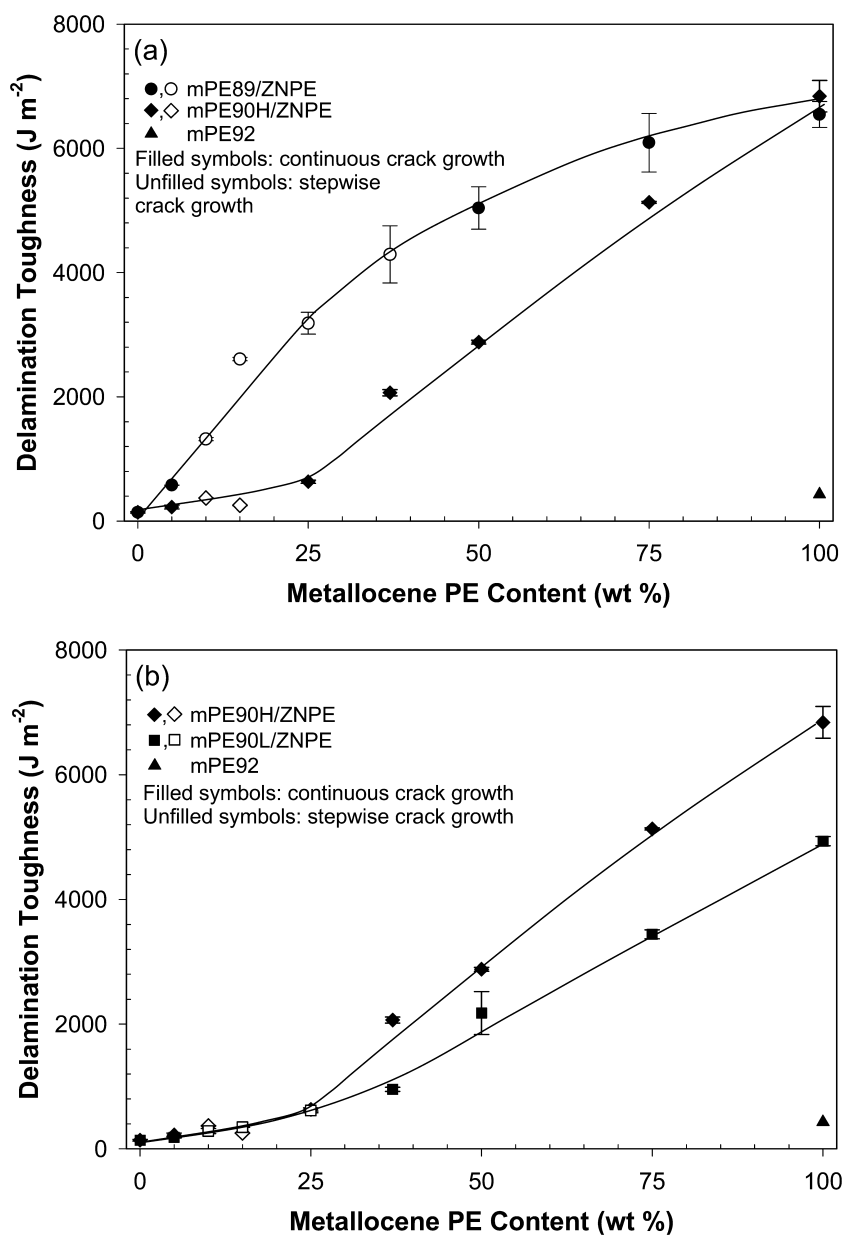 8000
(a)
●,○ mPE89/ZNPE
◆,◇ mPE90H/ZNPE
▲ mPE92
Filled symbols: continuous crack growth
Unfilled symbols: stepwise
crack growth
6000
4000
2000
0
Delamination Toughness (J m⁻²)
0 25 50 75 100
Metallocene PE Content (wt %)
8000
(b)
◆,◇ mPE90H/ZNPE
■,□ mPE90L/ZNPE
▲ mPE92
Filled symbols: continuous crack growth
Unfilled symbols: stepwise crack growth
6000
4000
2000
0
Delamination Toughness (J m⁻²)
0 25 50 75 100
Metallocene PE Content (wt %)